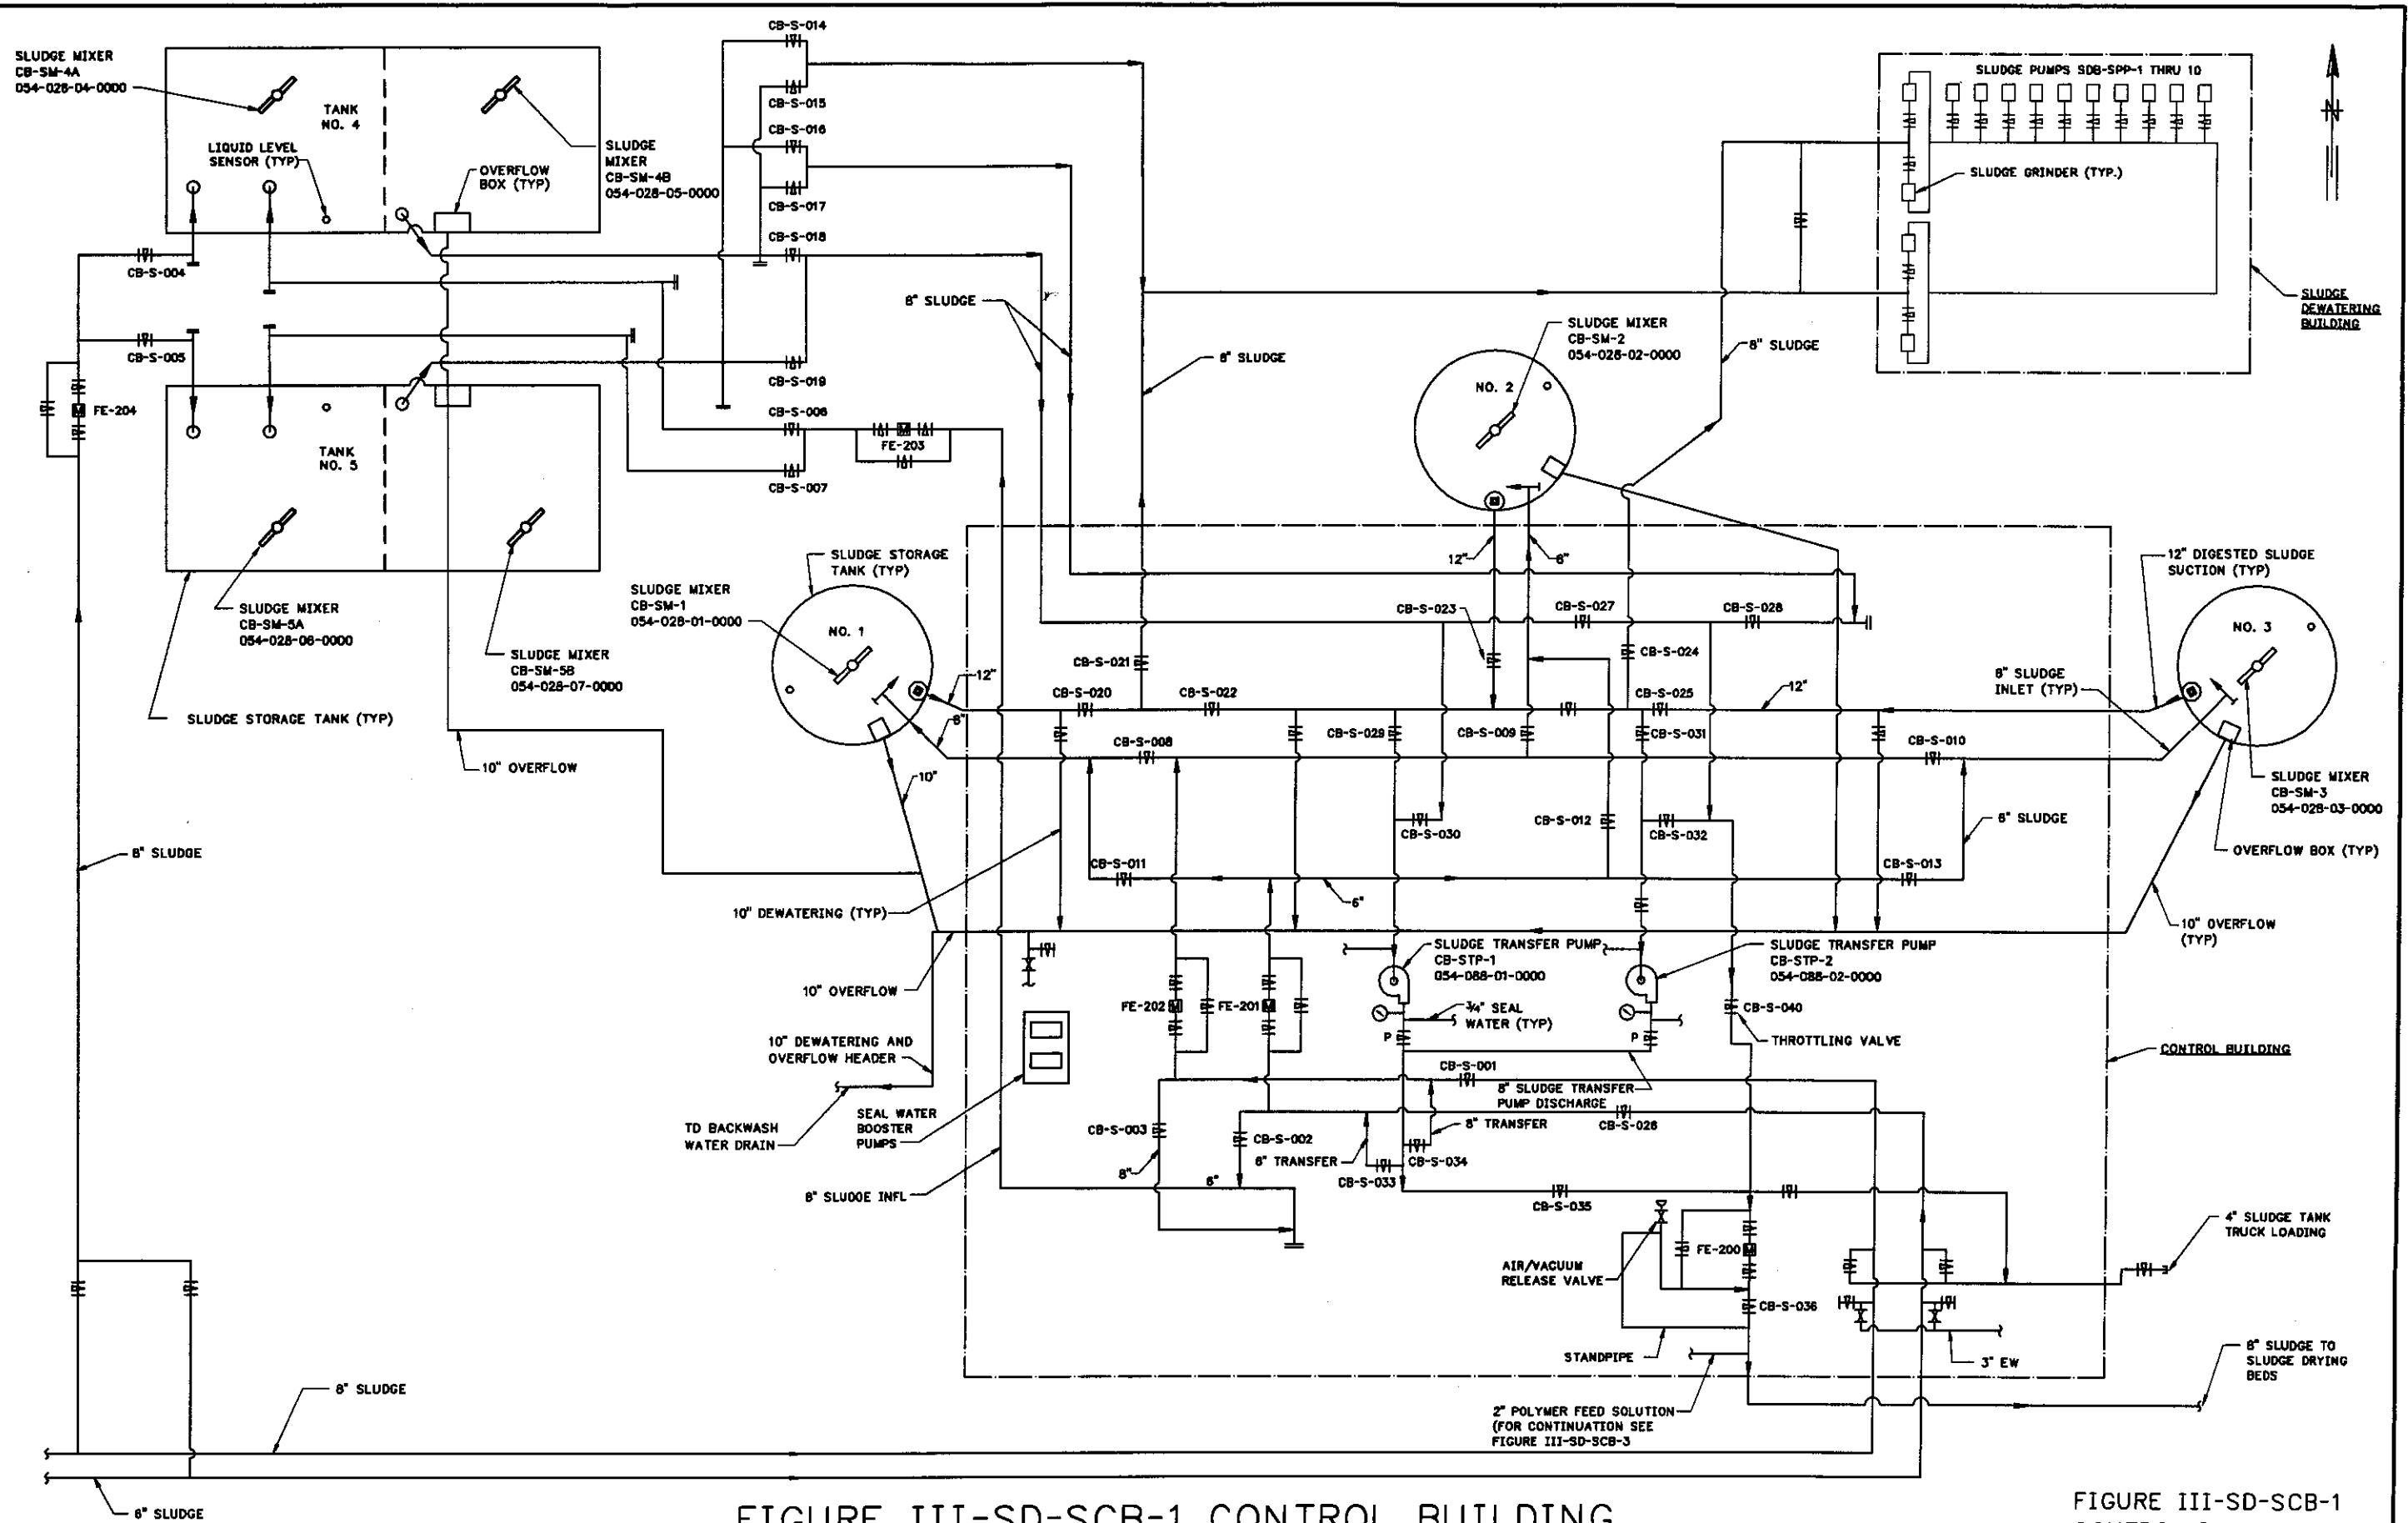 SLUDGE MIXER
CB-SM-4A
054-028-04-0000
TANK
NO. 4
LIQUID LEVEL
SENSOR (TYP)
OVERFLOW
BOX (TYP)
SLUDGE
MIXER
CB-SM-4B
054-028-05-0000
CB-S-014
CB-S-015
CB-S-016
CB-S-017
CB-S-018
CB-S-019
CB-S-006
FE-203
CB-S-007
CB-S-004
CB-S-005
FE-204
TANK
NO. 5
SLUDGE MIXER
CB-SM-5A
054-028-06-0000
SLUDGE MIXER
CB-SM-5B
054-028-07-0000
SLUDGE STORAGE TANK (TYP)
10" OVERFLOW
8" SLUDGE
8" SLUDGE
8" SLUDGE
SLUDGE MIXER
CB-SM-2
054-028-02-0000
NO. 2
8" SLUDGE
SLUDGE PUMPS SDB-SPP-1 THRU 10
SLUDGE GRINDER (TYP.)
N
SLUDGE
DEWATERING
BUILDING
SLUDGE STORAGE
TANK (TYP)
SLUDGE MIXER
CB-SM-1
054-028-01-0000
NO. 1
12"
6"
12"
8"
12"
10"
CB-S-023
CB-S-027
CB-S-028
CB-S-021
CB-S-024
CB-S-020
CB-S-022
CB-S-025
12"
8" SLUDGE
INLET (TYP)
12" DIGESTED SLUDGE
SUCTION (TYP)
NO. 3
CB-S-008
CB-S-029
CB-S-009
CB-S-031
CB-S-010
SLUDGE MIXER
CB-SM-3
054-028-03-0000
CB-S-030
CB-S-012
CB-S-032
6" SLUDGE
OVERFLOW BOX (TYP)
CB-S-011
CB-S-013
10" DEWATERING (TYP)
6"
10" OVERFLOW
(TYP)
SLUDGE TRANSFER PUMP
CB-STP-1
054-088-01-0000
SLUDGE TRANSFER PUMP
CB-STP-2
054-088-02-0000
10" OVERFLOW
FE-202
FE-201
3/4" SEAL
WATER (TYP)
CB-S-040
P
P
THROTTLING VALVE
CONTROL BUILDING
10" DEWATERING AND
OVERFLOW HEADER
CB-S-001
8" SLUDGE TRANSFER
PUMP DISCHARGE
TO BACKWASH
WATER DRAIN
SEAL WATER
BOOSTER
PUMPS
CB-S-003
CB-S-002
8" TRANSFER
CB-S-026
8"
6" TRANSFER
CB-S-034
CB-S-033
8" SLUDGE INFL
6"
CB-S-035
4" SLUDGE TANK
TRUCK LOADING
AIR/VACUUM
RELEASE VALVE
FE-200
CB-S-036
STANDPIPE
3" EW
8" SLUDGE TO
SLUDGE DRYING
BEDS
2" POLYMER FEED SOLUTION
(FOR CONTINUATION SEE
FIGURE III-SD-SCB-3
8" SLUDGE
6" SLUDGE
FIGURE III-SD-SCB-1 CONTROL BUILDING
FIGURE III-SD-SCB-1